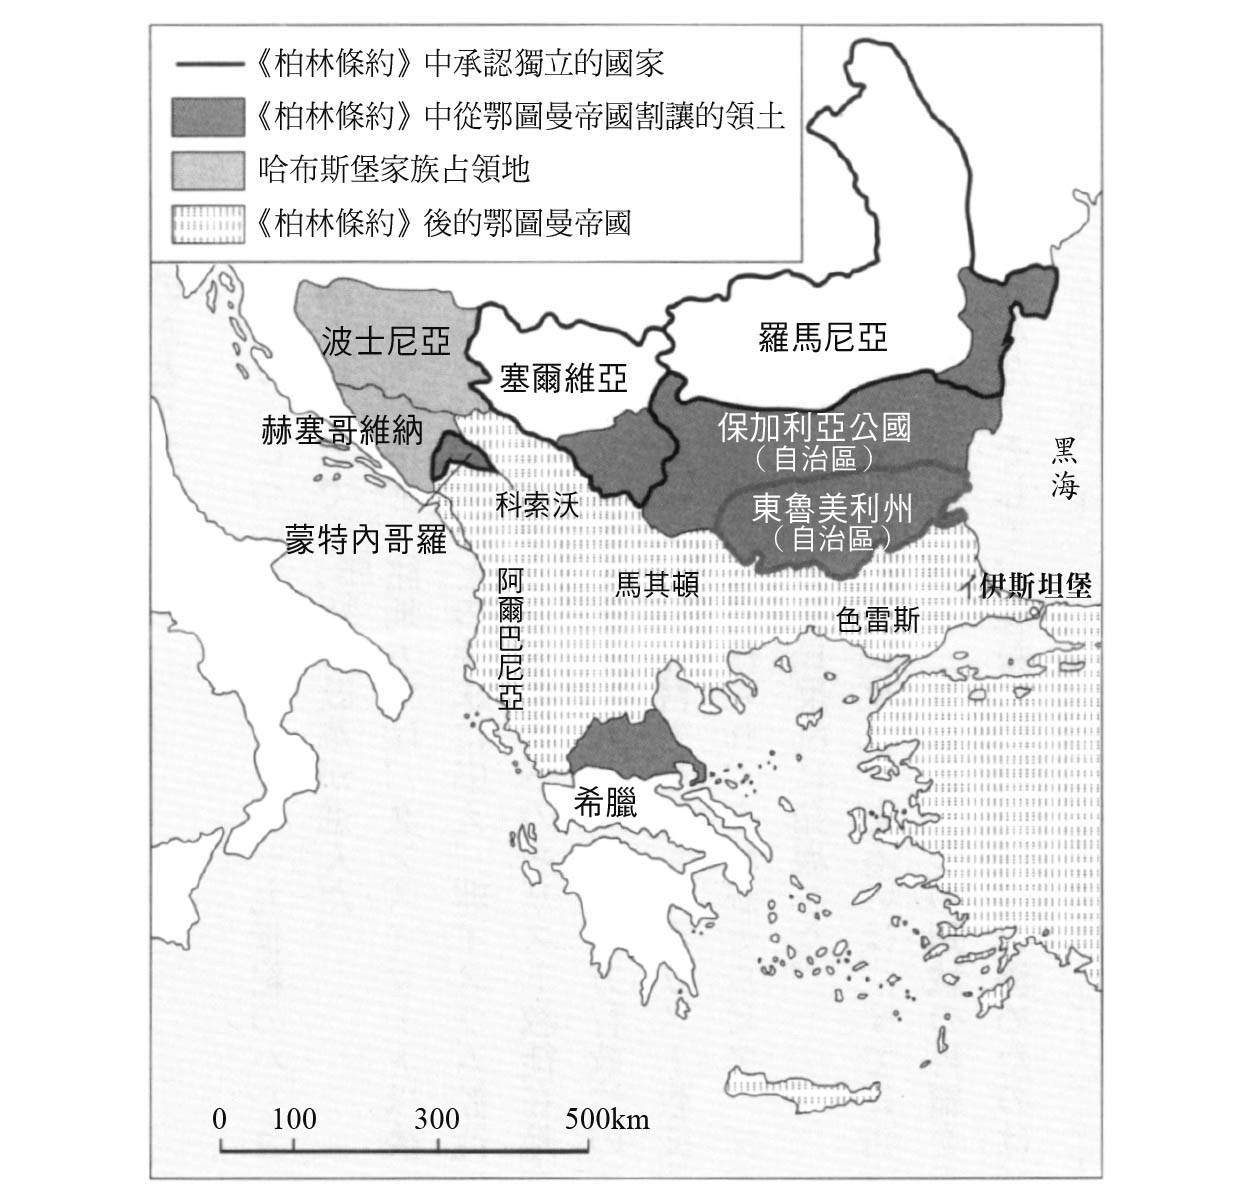 《柏林條約》中承認獨立的國家
《柏林條約》中從鄂圖曼帝國割讓的領土
哈布斯堡家族占領地
《柏林條約》後的鄂圖曼帝國
波士尼亞
羅馬尼亞
塞爾維亞
赫塞哥維納
保加利亞公國
（自治區）
黑海
科索沃
東魯美利州
（自治區）
蒙特內哥羅
阿爾巴尼亞
馬其頓
伊斯坦堡
色雷斯
希臘
0 100 300 500km